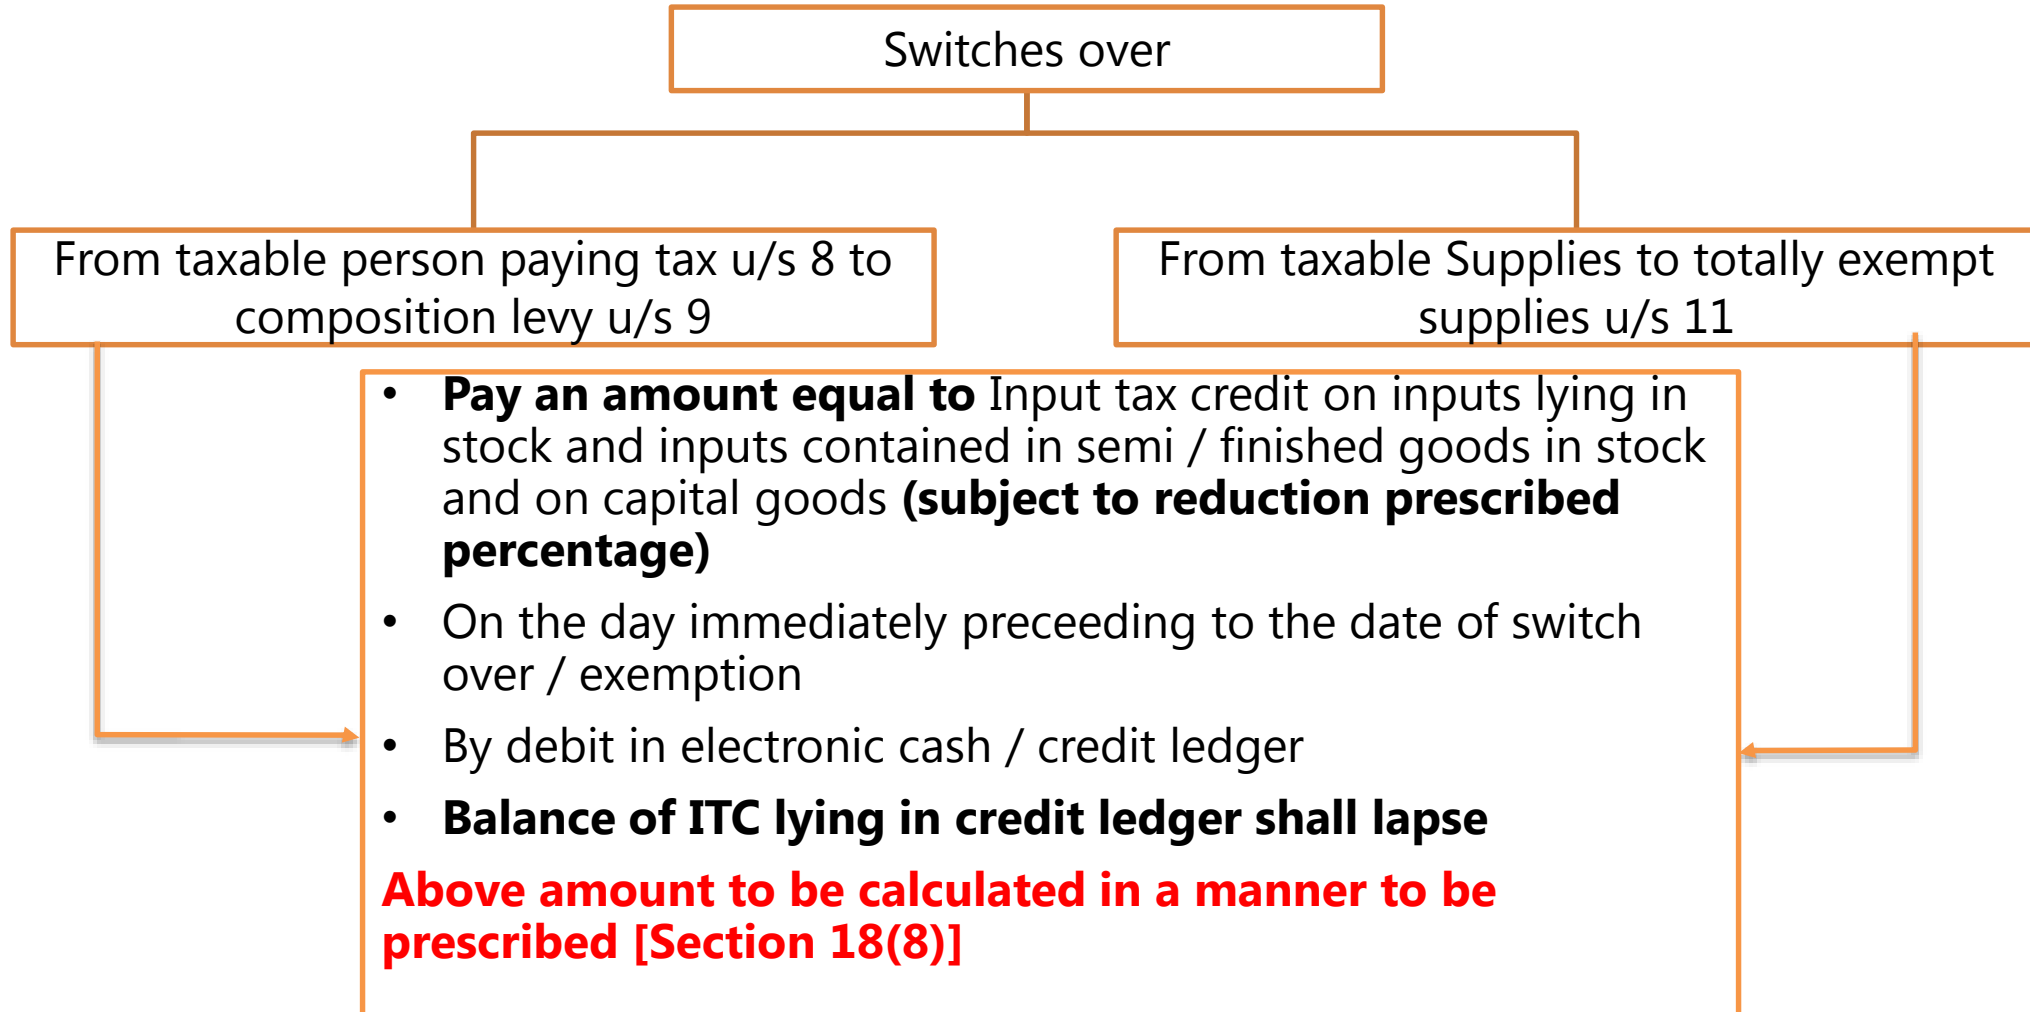 Switches over
From taxable person paying tax u/s 8 to
composition levy u/s 9
From taxable Supplies to totally exempt
supplies u/s 11
• Pay an amount equal to Input tax credit on inputs lying in
stock and inputs contained in semi / finished goods in stock
and on capital goods (subject to reduction prescribed
percentage)
• On the day immediately preceeding to the date of switch
over / exemption
• By debit in electronic cash / credit ledger
• Balance of ITC lying in credit ledger shall lapse
Above amount to be calculated in a manner to be
prescribed [Section 18(8)]